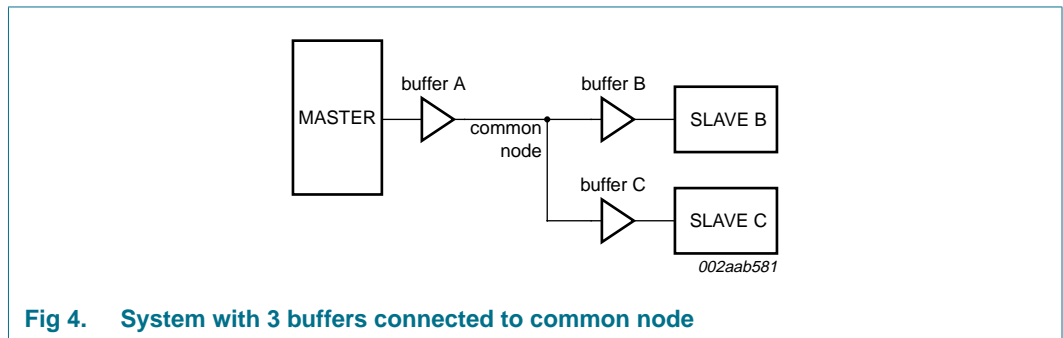 buffer A
buffer B
MASTER
SLAVE B
common
node
buffer C
SLAVE C
002aab581
Fig 4. System with 3 buffers connected to common node